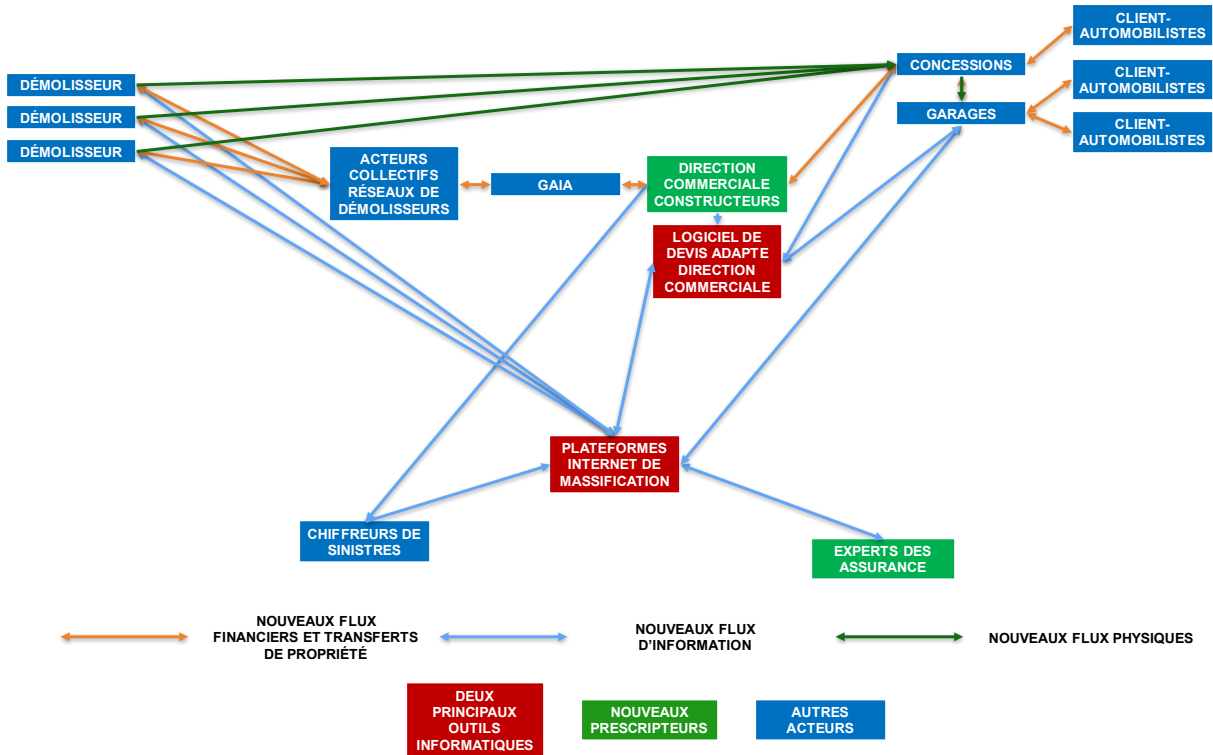 CLIENT-
AUTOMOBILISTES
CONCESSIONS
CLIENT-
AUTOMOBILISTES
DÉMOLISSEUR
GARAGES
DÉMOLISSEUR
CLIENT-
AUTOMOBILISTES
DÉMOLISSEUR
ACTEURS
COLLECTIFS
RÉSEAUX DE
DÉMOLISEURS
GAIA
DIRECTION
COMMERCIALE
CONSTRUCTEURS
LOGICIEL DE
DEVIS ADAPTE
DIRECTION
COMMERCIALE
PLATEFORMES
INTERNET DE
MASSIFICATION
CHIFFREURS DE
SINISTRES
EXPERTS DES
ASSURANCE
NOUVEAUX FLUX
FINANCIERS ET TRANSFERTS
DE PROPRIÉTÉ
NOUVEAUX FLUX
D'INFORMATION
NOUVEAUX FLUX PHYSIQUES
DEUX
PRINCIPAUX
OUTILS
INFORMATIQUES
NOUVEAUX
PRESCRIPTEURS
AUTRES
ACTEURS